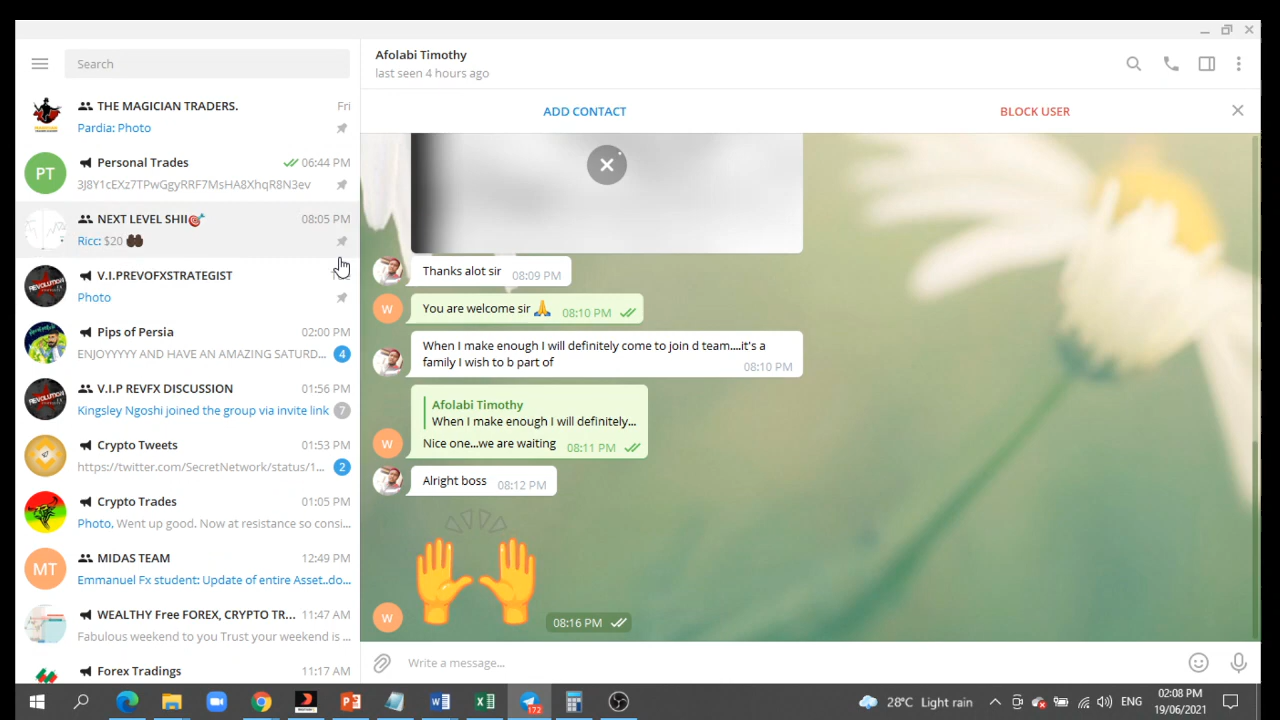 Search
THE MAGICIAN TRADERS.
Fri
Pardia: Photo
PT
Personal Trades
06:44 PM
3J8Y1cEXz7TPwGgyRRF7MsHA8XhqR8N3ev
NEXT LEVEL SHII
08:05 PM
Ricc: $20
V.I.PREVOFXSTRATEGIST
Photo
Pips of Persia
02:00 PM
ENJOYYYYY AND HAVE AN AMAZING SATURD...
4
V.I.P REVFX DISCUSSION
01:56 PM
Kingsley Ngoshi joined the group via invite link
7
Crypto Tweets
01:53 PM
https://twitter.com/SecretNetwork/status/1...
2
Crypto Trades
01:05 PM
Photo, Went up good. Now at resistance so consi...
MT
MIDAS TEAM
12:49 PM
Emmanuel Fx student: Update of entire Asset..do...
WEALTHY Free FOREX, CRYPTO TR...
11:47 AM
Fabulous weekend to you Trust your weekend is ...
Forex Tradings
11:17 AM
Afolabi Timothy
last seen 4 hours ago
ADD CONTACT
BLOCK USER
Thanks alot sir 08:09 PM
W
You are welcome sir 08:10 PM
When I make enough I will definitely come to join d team....it's a
family I wish to b part of
08:10 PM
Afolabi Timothy
When I make enough I will definitely...
W
Nice one...we are waiting 08:11 PM
Alright boss 08:12 PM
W
08:16 PM
Write a message...
172
28°C Light rain
ENG
02:08 PM
19/06/2021